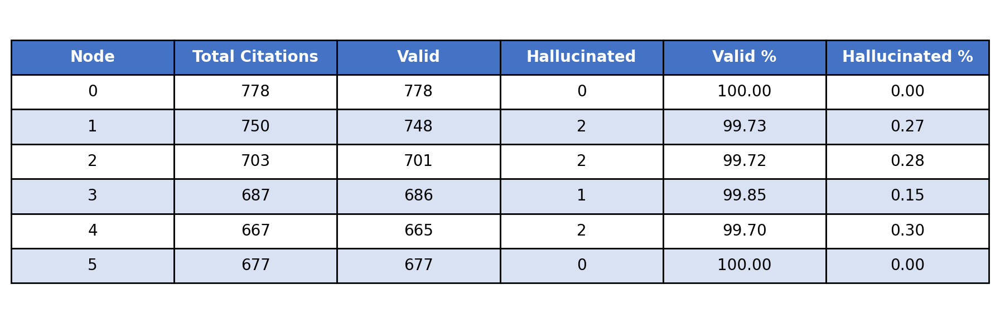 Node Total Citations Valid Hallucinated Valid % Hallucinated %
0 778 778 0 100.00 0.00
1 750 748 2 99.73 0.27
2 703 701 2 99.72 0.28
3 687 686 1 99.85 0.15
4 667 665 2 99.70 0.30
5 677 677 0 100.00 0.00